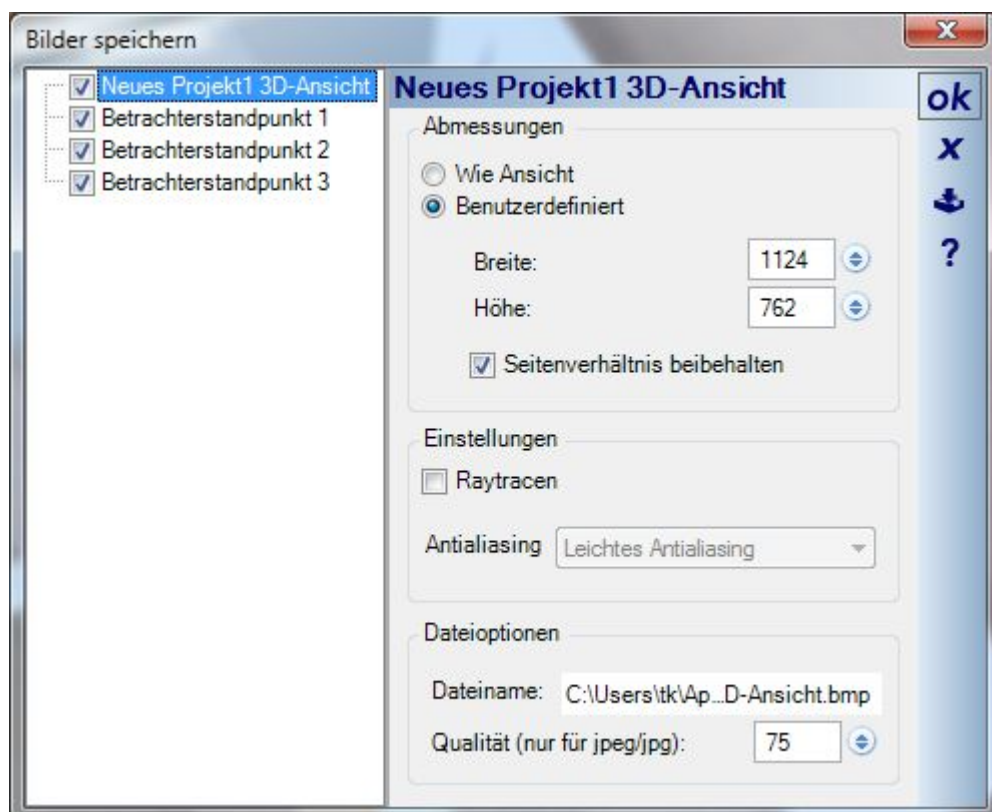 Bilder speichern
Neues Projekt1 3D-Ansicht
Betrachterstandpunkt 1
Betrachterstandpunkt 2
Betrachterstandpunkt 3
Neues Projekt1 3D-Ansicht
Abmessungen
Wie Ansicht
Benutzerdefiniert
Breite: 1124
Höhe: 762
Seitenverhältnis beibehalten
Einstellungen
Raytracen
Antialiasing Leichtes Antialiasing
Dateioptionen
Dateiname: C:\Users\tk\Ap...D-Ansicht.bmp
Qualität (nur für jpeg/jpg): 75
ok
x
?